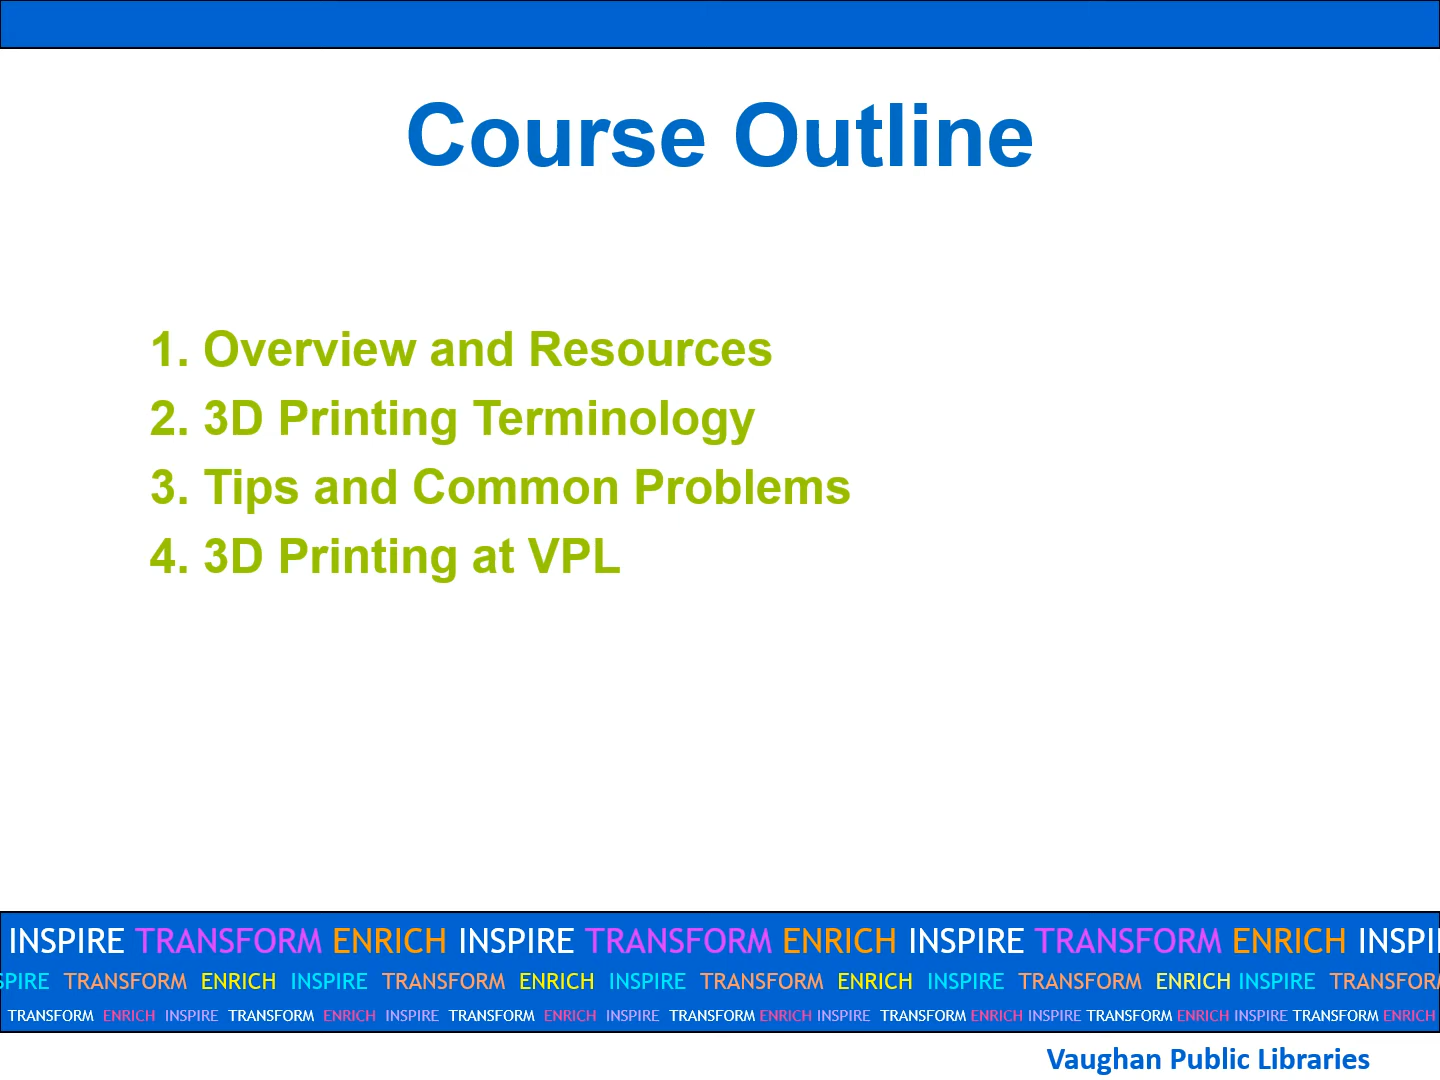 Course Outline
1. Overview and Resources
2. 3D Printing Terminology
3. Tips and Common Problems
4. 3D Printing at VPL
INSPIRE TRANSFORM ENRICH INSPIRE TRANSFORM ENRICH INSPIRE TRANSFORM ENRICH INSPI
SPIRE TRANSFORM ENRICH INSPIRE TRANSFORM ENRICH INSPIRE TRANSFORM ENRICH INSPIRE TRANSFORM ENRICH INSPIRE TRANSFORM
TRANSFORM ENRICH INSPIRE TRANSFORM ENRICH INSPIRE TRANSFORM ENRICH INSPIRE TRANSFORM ENRICH INSPIRE TRANSFORM ENRICH INSPIRE TRANSFORM ENRICH INSPIRE TRANSFORM ENRICH
Vaughan Public Libraries